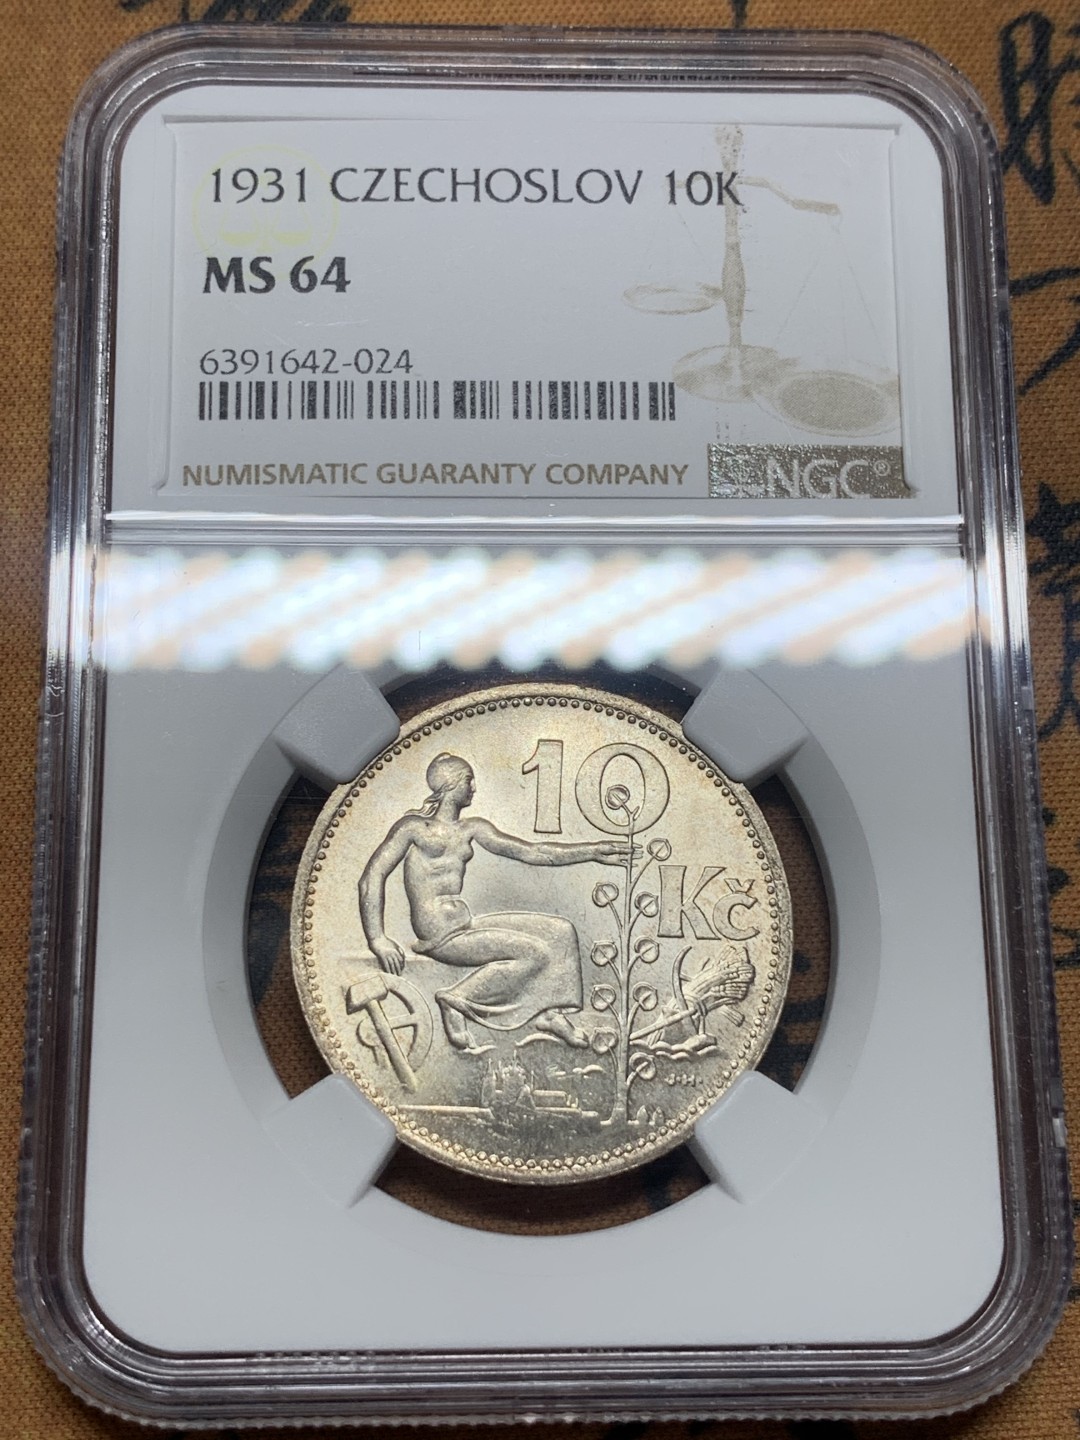 1931 CZECHOSLOV 10K
MS 64
6391642-024
NUMISMATIC GUARANTY COMPANY
NGC®
10
Kč
J.H.